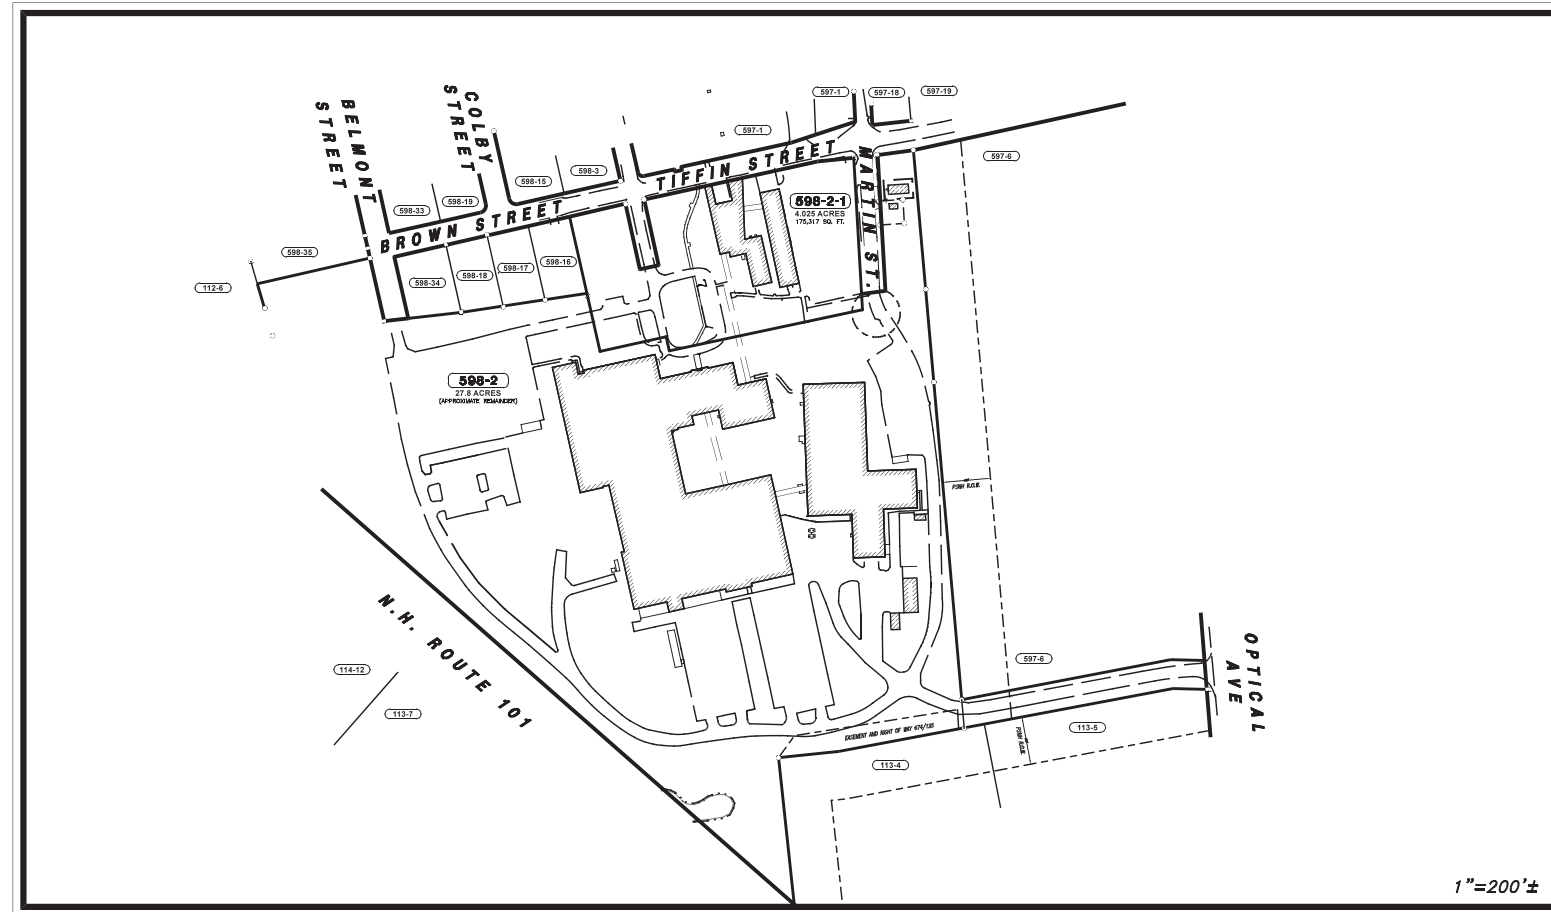 BELMONT
STREET
COLBY
STREET
597-1
597-18
597-19
597-1
597-6
598-3
598-15
598-19
598-33
TIFFIN STREET
MARTIN ST.
BROWN STREET
598-2-1
4.025 ACRES
175,317 SQ. FT.
598-35
112-6
598-34
598-18
598-17
598-16
598-2
27.8 ACRES
(APPROXIMATE REMAINDER)
PSNH R.O.W.
N.H. ROUTE 101
114-12
113-7
597-6
OPTICAL
AVE
EASEMENT AND RIGHT OF WAY 674/125
PSNH R.O.W.
113-5
113-4
1"=200'±